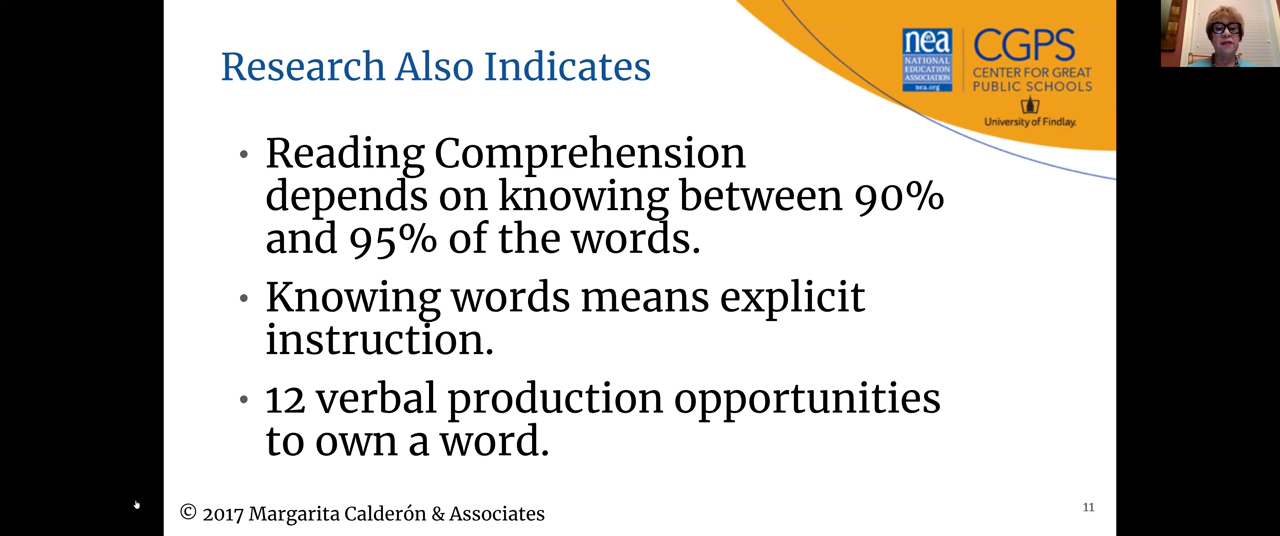 Research Also Indicates
nea
NATIONAL
EDUCATION
ASSOCIATION
nea.org
CGPS
CENTER FOR GREAT
PUBLIC SCHOOLS
University of Findlay.
• Reading Comprehension
depends on knowing between 90%
and 95% of the words.
• Knowing words means explicit
instruction.
• 12 verbal production opportunities
to own a word.
© 2017 Margarita Calderón & Associates
11